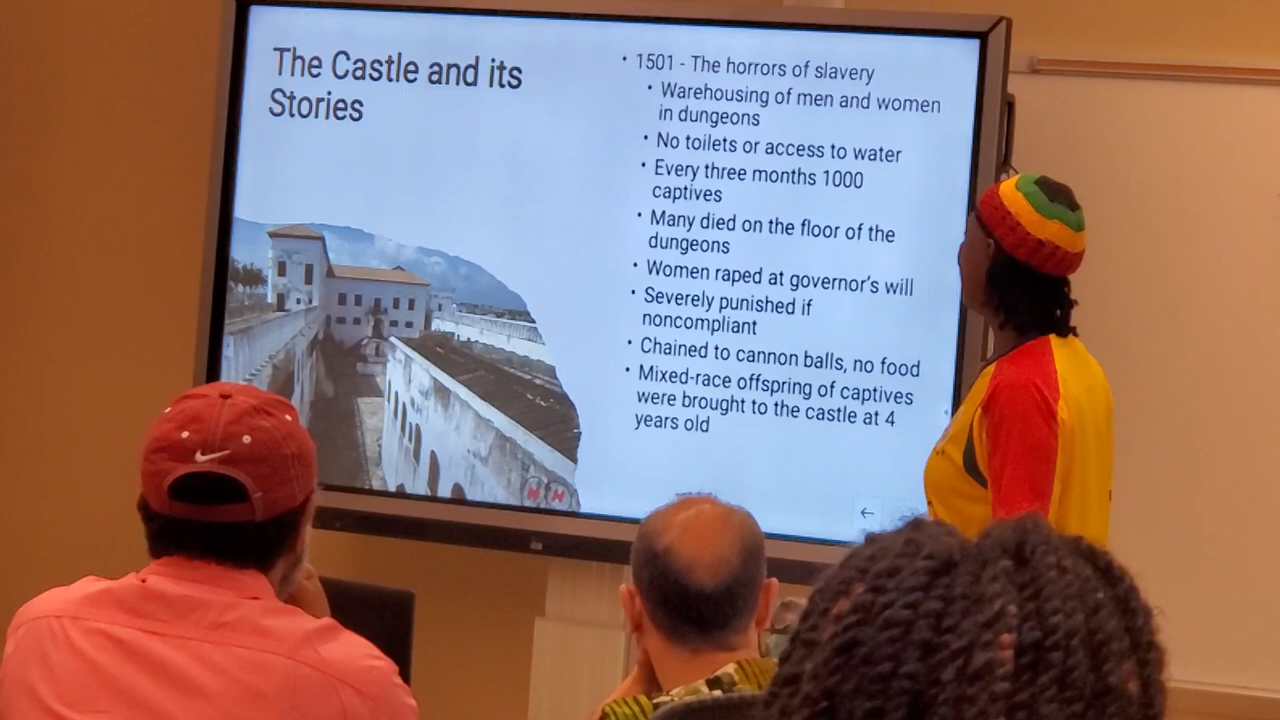 The Castle and its
Stories
• 1501 - The horrors of slavery
• Warehousing of men and women
in dungeons
• No toilets or access to water
• Every three months 1000
captives
• Many died on the floor of the
dungeons
• Women raped at governor's will
• Severely punished if
noncompliant
• Chained to cannon balls, no food
• Mixed-race offspring of captives
were brought to the castle at 4
years old